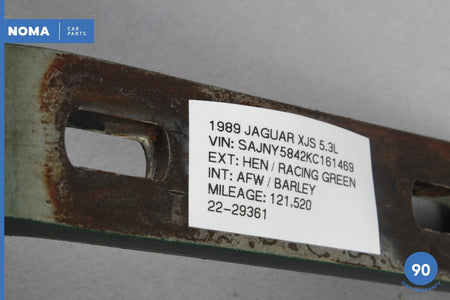 NOMA CAR
PARTS
1989 JAGUAR XJS 5.3L
VIN: SAJNY5842KC161469
EXT: HEN / RACING GREEN
INT: AFW / BARLEY
MILEAGE: 121,520
22-29361
90